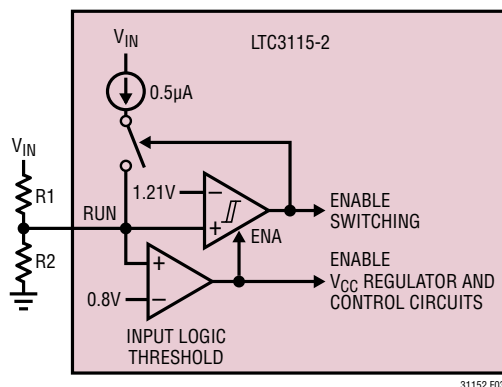 LTC3115-2
VIN
0.5µA
VIN
R1
RUN
R2
1.21V
–
+
ENA
ENABLE
SWITCHING
+
–
0.8V
ENABLE
VCC REGULATOR AND
CONTROL CIRCUITS
INPUT LOGIC
THRESHOLD